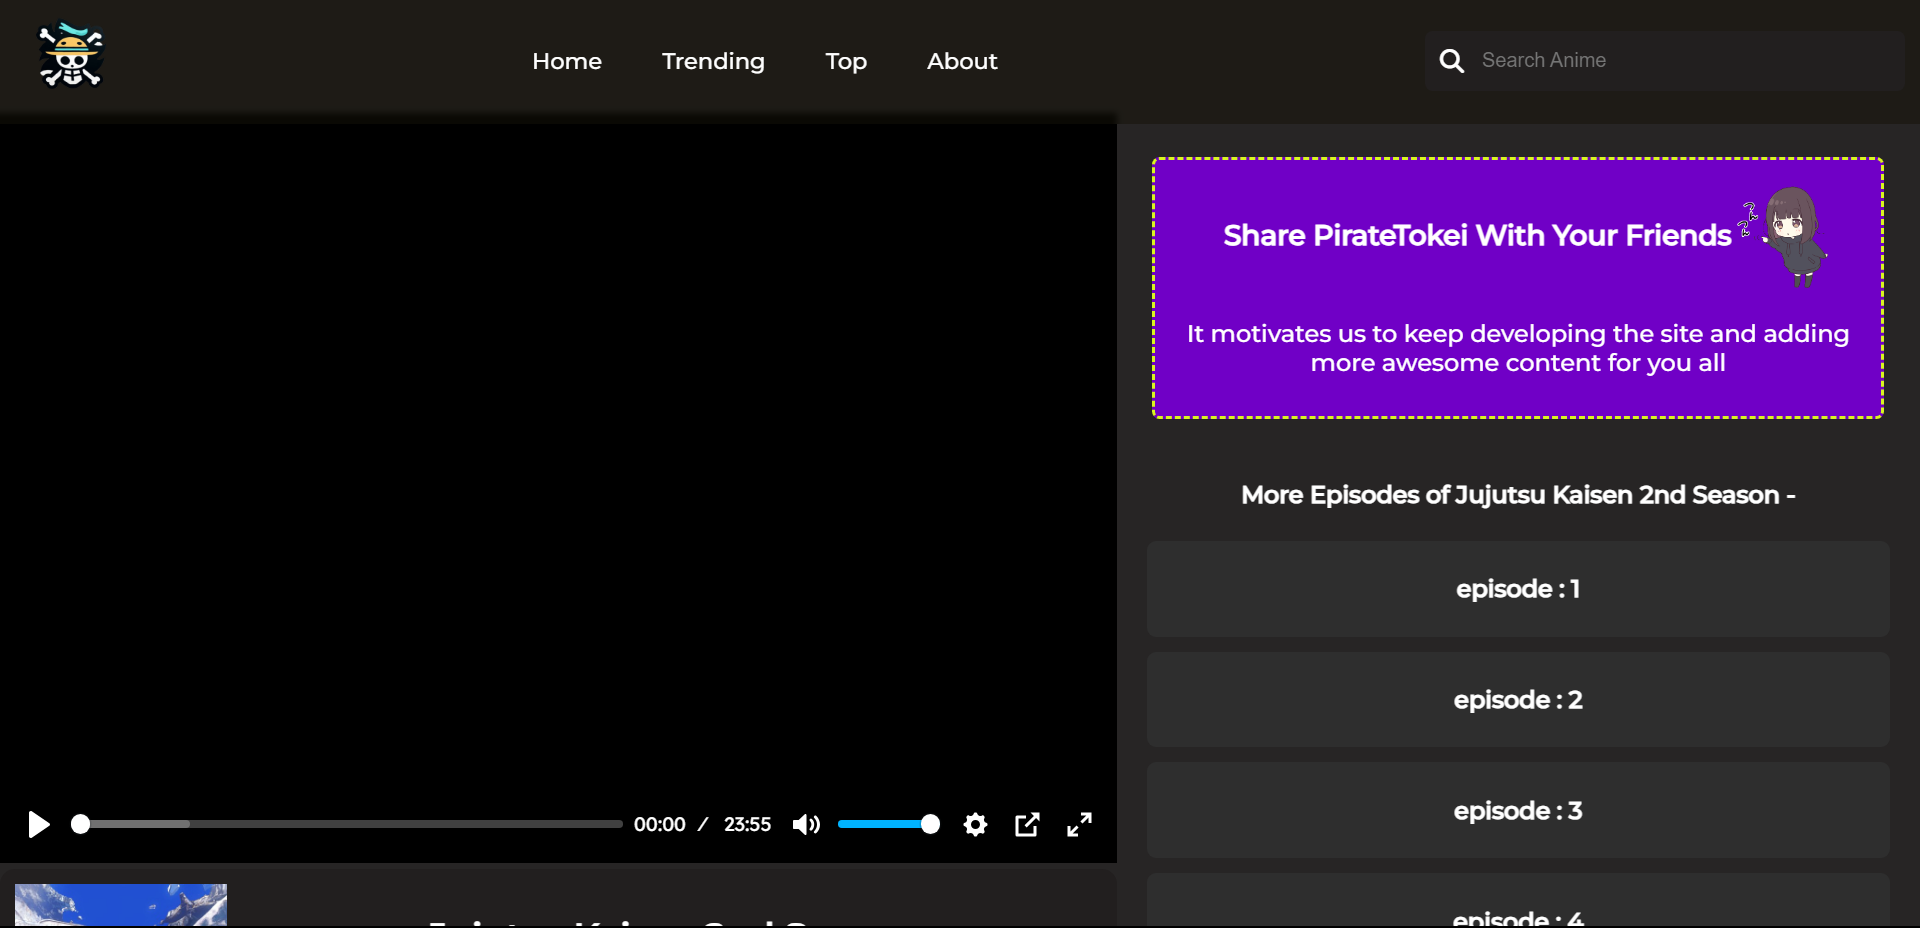 Home
Trending
Top
About
Search Anime
Share PirateTokei With Your Friends
It motivates us to keep developing the site and adding
more awesome content for you all
More Episodes of Jujutsu Kaisen 2nd Season -
episode : 1
episode : 2
episode : 3
episode : 4
00:00 / 23:55